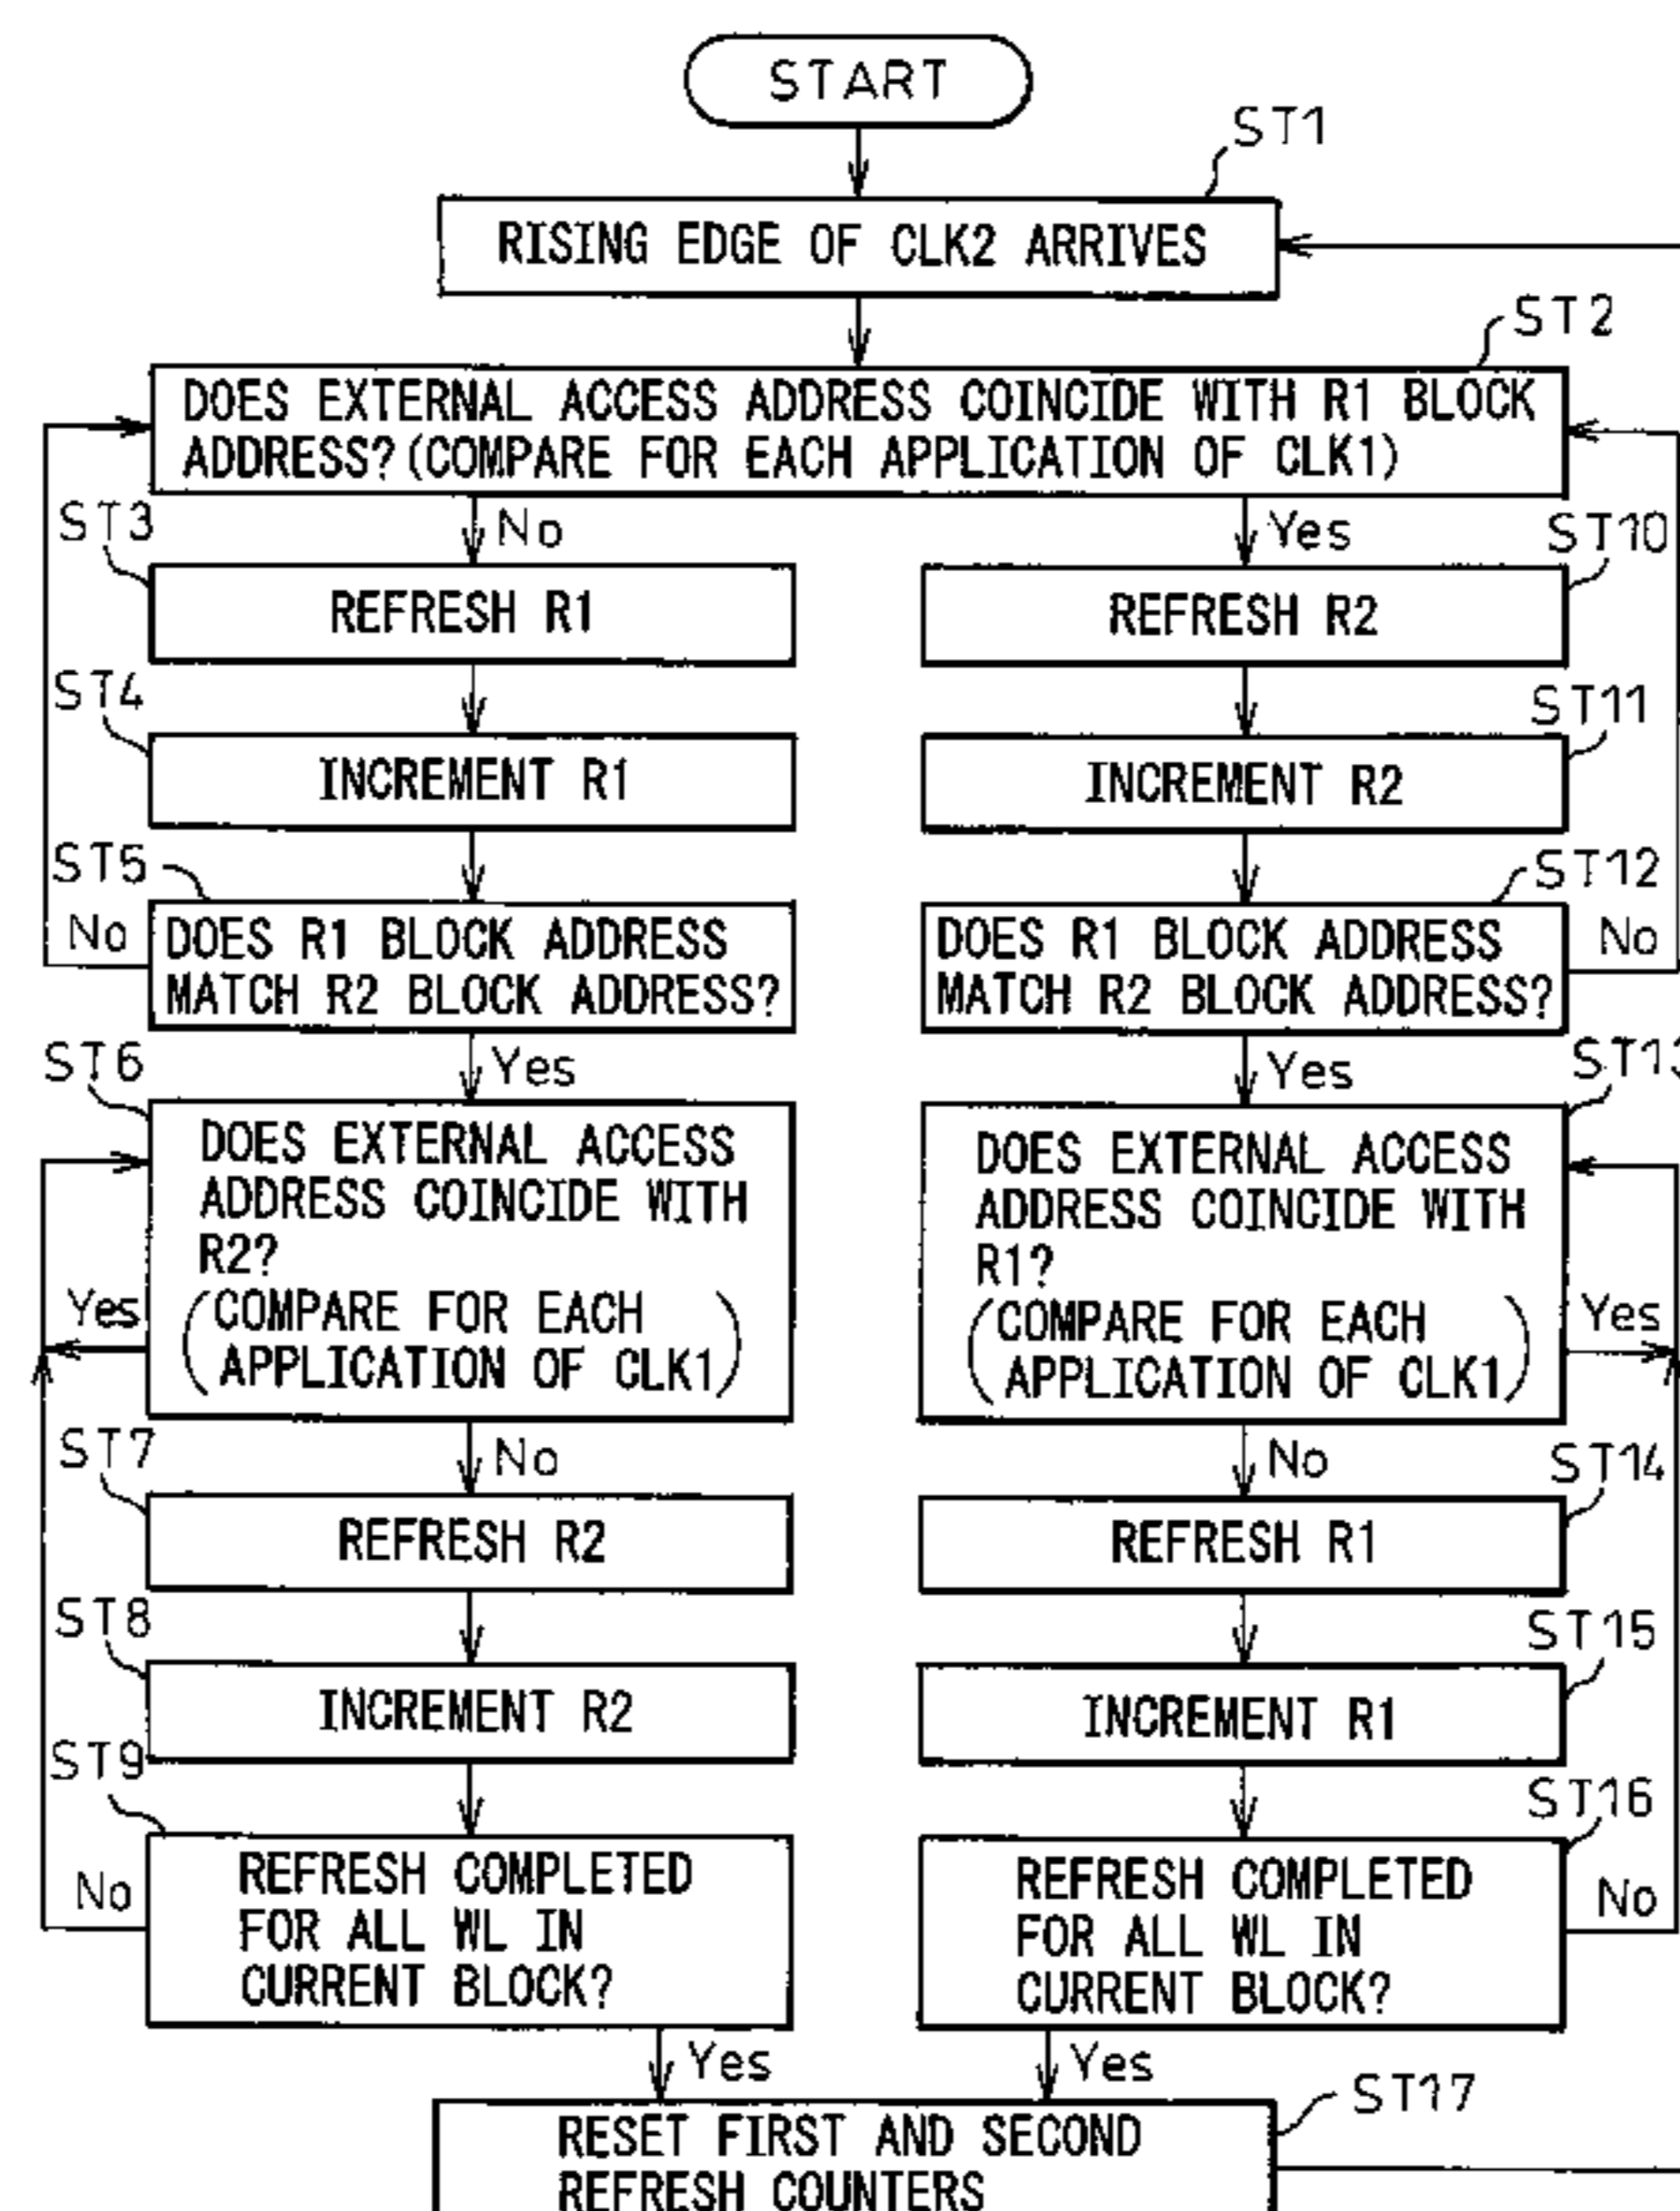 START
ST1
RISING EDGE OF CLK2 ARRIVES
ST2
DOES EXTERNAL ACCESS ADDRESS COINCIDE WITH R1 BLOCK
ADDRESS?(COMPARE FOR EACH APPLICATION OF CLK1)
ST3
No
Yes
ST10
REFRESH R1
REFRESH R2
ST4
ST11
INCREMENT R1
INCREMENT R2
ST5
ST12
No
DOES R1 BLOCK ADDRESS
MATCH R2 BLOCK ADDRESS?
DOES R1 BLOCK ADDRESS
MATCH R2 BLOCK ADDRESS?
No
ST6
Yes
Yes
ST13
DOES EXTERNAL ACCESS
ADDRESS COINCIDE WITH
R2?
(COMPARE FOR EACH
APPLICATION OF CLK1)
Yes
DOES EXTERNAL ACCESS
ADDRESS COINCIDE WITH
R1?
(COMPARE FOR EACH
APPLICATION OF CLK1)
Yes
ST7
No
No
ST14
REFRESH R2
REFRESH R1
ST8
ST15
INCREMENT R2
INCREMENT R1
ST9
ST16
No
REFRESH COMPLETED
FOR ALL WL IN
CURRENT BLOCK?
REFRESH COMPLETED
FOR ALL WL IN
CURRENT BLOCK?
No
Yes
Yes
ST17
RESET FIRST AND SECOND
REFRESH COUNTERS